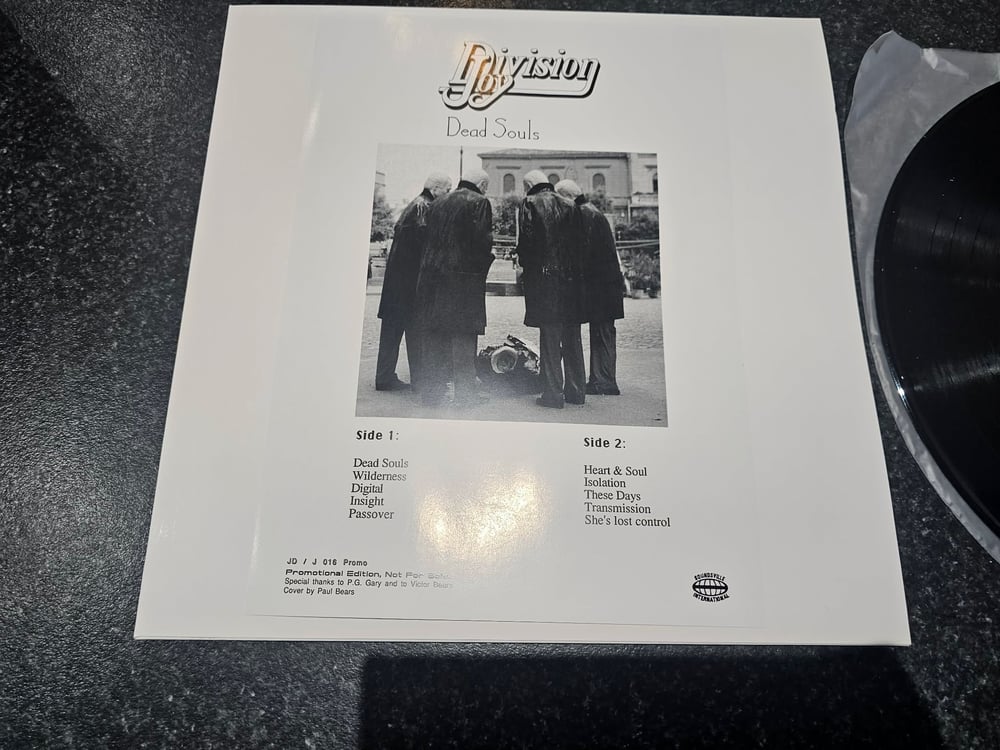 Joy Division
Dead Souls
Side 1:
Dead Souls
Wilderness
Digital
Insight
Passover
Side 2:
Heart & Soul
Isolation
These Days
Transmission
She's lost control
JD / J 016 Promo
Promotional Edition, Not For Sale.
Special thanks to P.G. Gary and to Victor Bears
Cover by Paul Bears
SOUNDSVILLE
INTERNATIONAL